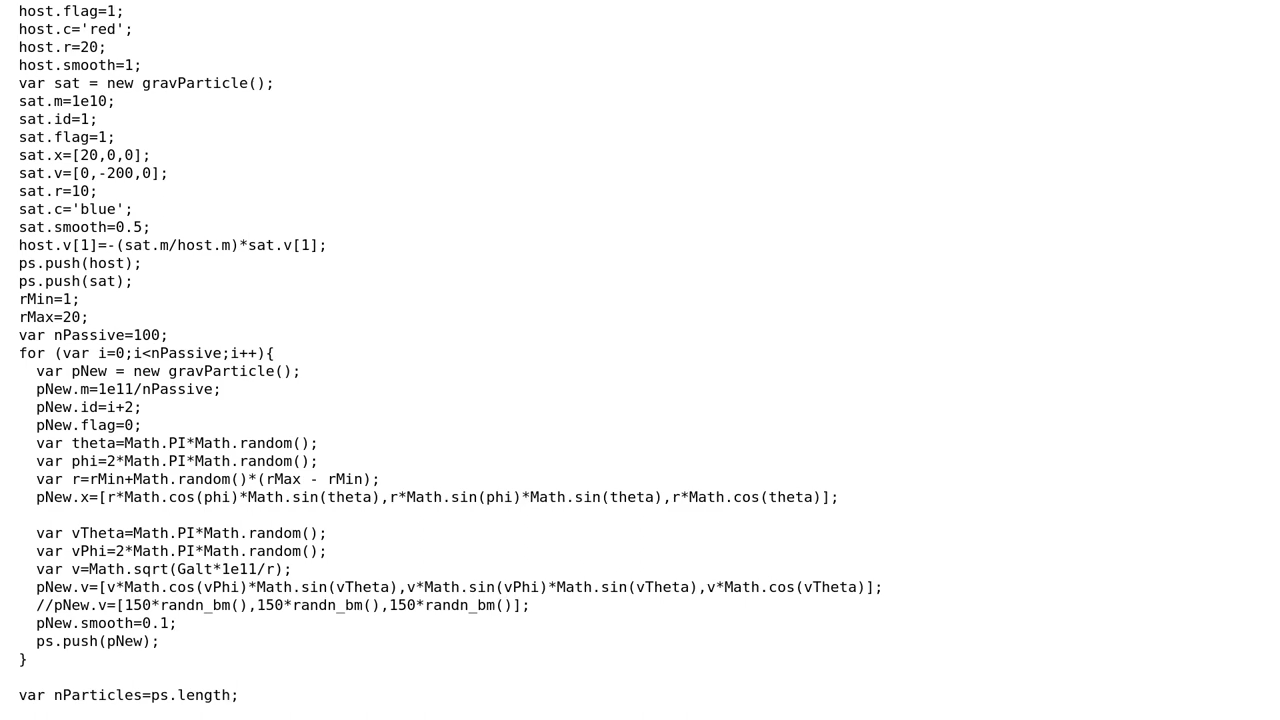 host.flag=1;
host.c='red';
host.r=20;
host.smooth=1;
var sat = new gravParticle();
sat.m=1e10;
sat.id=1;
sat.flag=1;
sat.x=[20,0,0];
sat.v=[0,-200,0];
sat.r=10;
sat.c='blue';
sat.smooth=0.5;
host.v[1]=-(sat.m/host.m)*sat.v[1];
ps.push(host);
ps.push(sat);
rMin=1;
rMax=20;
var nPassive=100;
for (var i=0;i<nPassive;i++){
  var pNew = new gravParticle();
  pNew.m=1e11/nPassive;
  pNew.id=i+2;
  pNew.flag=0;
  var theta=Math.PI*Math.random();
  var phi=2*Math.PI*Math.random();
  var r=rMin+Math.random()*(rMax - rMin);
  pNew.x=[r*Math.cos(phi)*Math.sin(theta),r*Math.sin(phi)*Math.sin(theta),r*Math.cos(theta)];

  var vTheta=Math.PI*Math.random();
  var vPhi=2*Math.PI*Math.random();
  var v=Math.sqrt(Galt*1e11/r);
  pNew.v=[v*Math.cos(vPhi)*Math.sin(vTheta),v*Math.sin(vPhi)*Math.sin(vTheta),v*Math.cos(vTheta)];
  //pNew.v=[150*randn_bm(),150*randn_bm(),150*randn_bm()];
  pNew.smooth=0.1;
  ps.push(pNew);
}

var nParticles=ps.length;